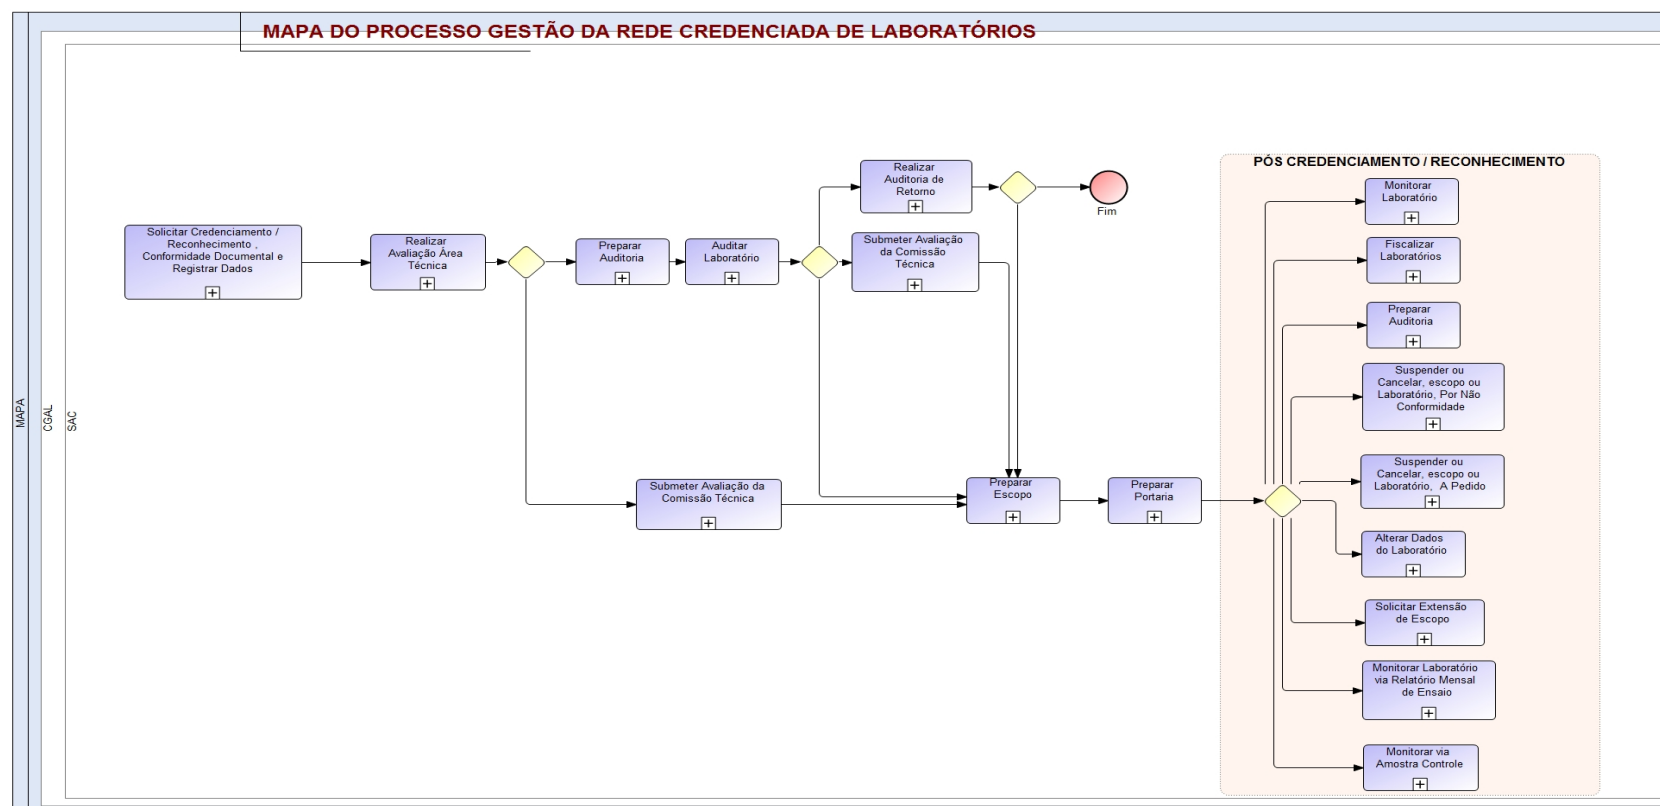 MAPA DO PROCESSO GESTÃO DA REDE CREDENCIADA DE LABORATÓRIOS
MAPA
CGAL
SAC
Solicitar Credenciamento /
Reconhecimento ,
Conformidade Documental e
Registrar Dados
Realizar
Avaliação Área
Técnica
Preparar
Auditoria
Auditar
Laboratório
Realizar
Auditoria de
Retorno
Fim
Submeter Avaliação
da Comissão
Técnica
Submeter Avaliação da
Comissão Técnica
Preparar
Escopo
Preparar
Portaria
PÓS CREDENCIAMENTO / RECONHECIMENTO
Monitorar
Laboratório
Fiscalizar
Laboratórios
Preparar
Auditoria
Suspender ou
Cancelar, escopo ou
Laboratório, Por Não
Conformidade
Suspender ou
Cancelar, escopo ou
Laboratório, A Pedido
Alterar Dados
do Laboratório
Solicitar Extensão
de Escopo
Monitorar Laboratório
via Relatório Mensal
de Ensaio
Monitorar via
Amostra Controle